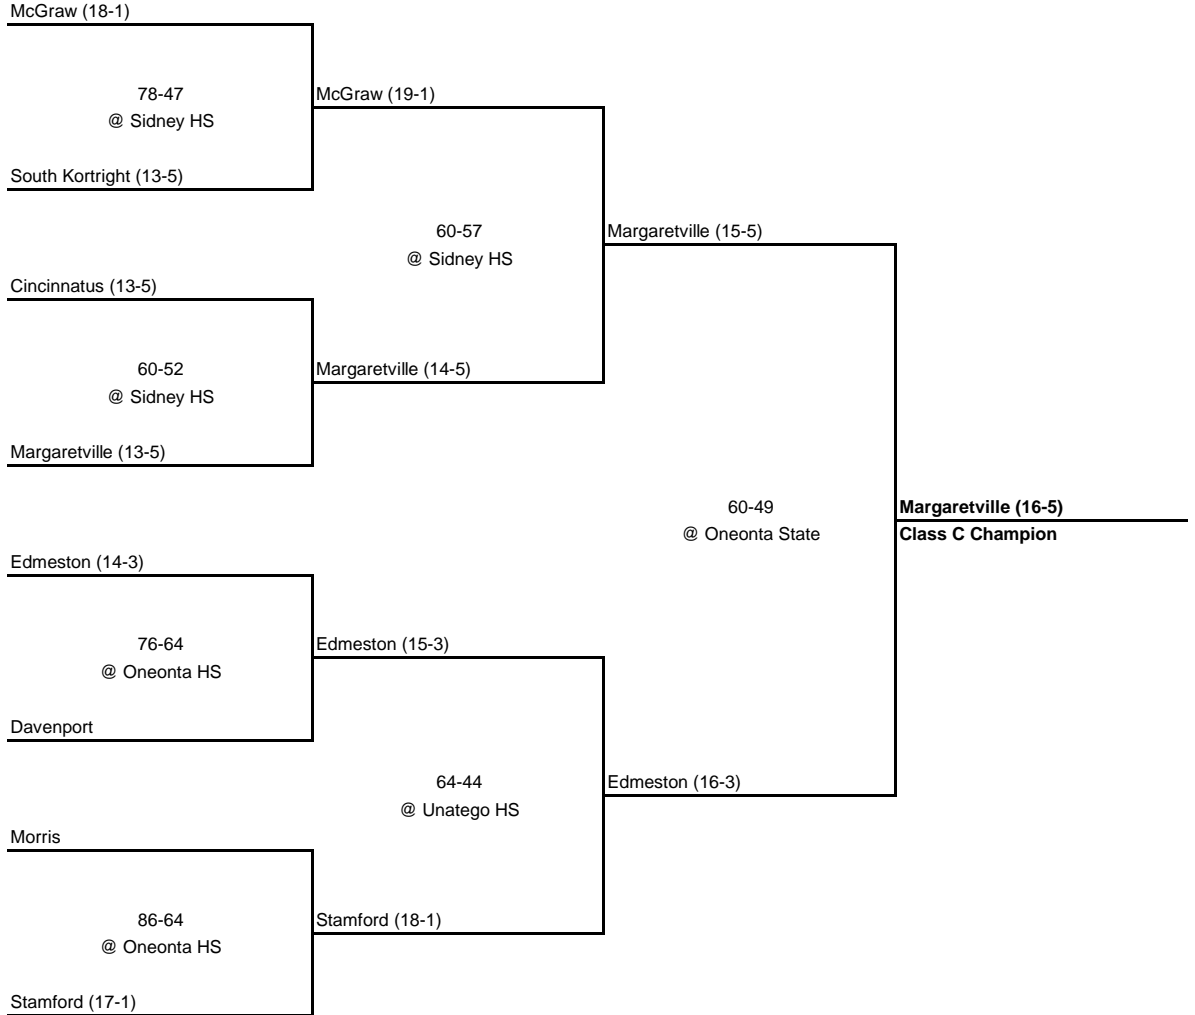 McGraw (18-1)
78-47
McGraw (19-1)
@ Sidney HS
South Kortright (13-5)
60-57
Margaretville (15-5)
@ Sidney HS
Cincinnatus (13-5)
60-52
Margaretville (14-5)
@ Sidney HS
Margaretville (13-5)
60-49
Margaretville (16-5)
@ Oneonta State
Class C Champion
Edmeston (14-3)
76-64
Edmeston (15-3)
@ Oneonta HS
Davenport
64-44
Edmeston (16-3)
@ Unatego HS
Morris
86-64
Stamford (18-1)
@ Oneonta HS
Stamford (17-1)